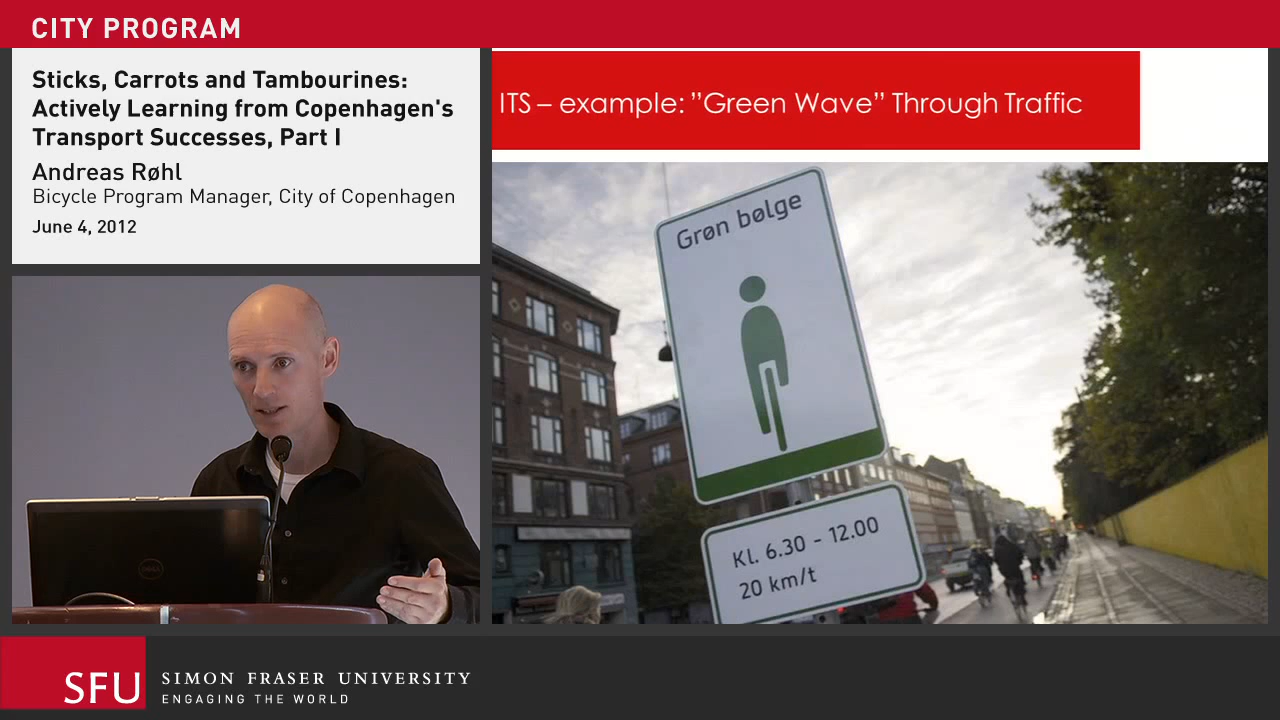 CITY PROGRAM
Sticks, Carrots and Tambourines:
Actively Learning from Copenhagen's
Transport Successes, Part I
Andreas Røhl
Bicycle Program Manager, City of Copenhagen
June 4, 2012
ITS – example: ”Green Wave” Through Traffic
Grøn bølge
Kl. 6.30 - 12.00
20 km/t
DELL
SFU
SIMON FRASER UNIVERSITY
ENGAGING THE WORLD